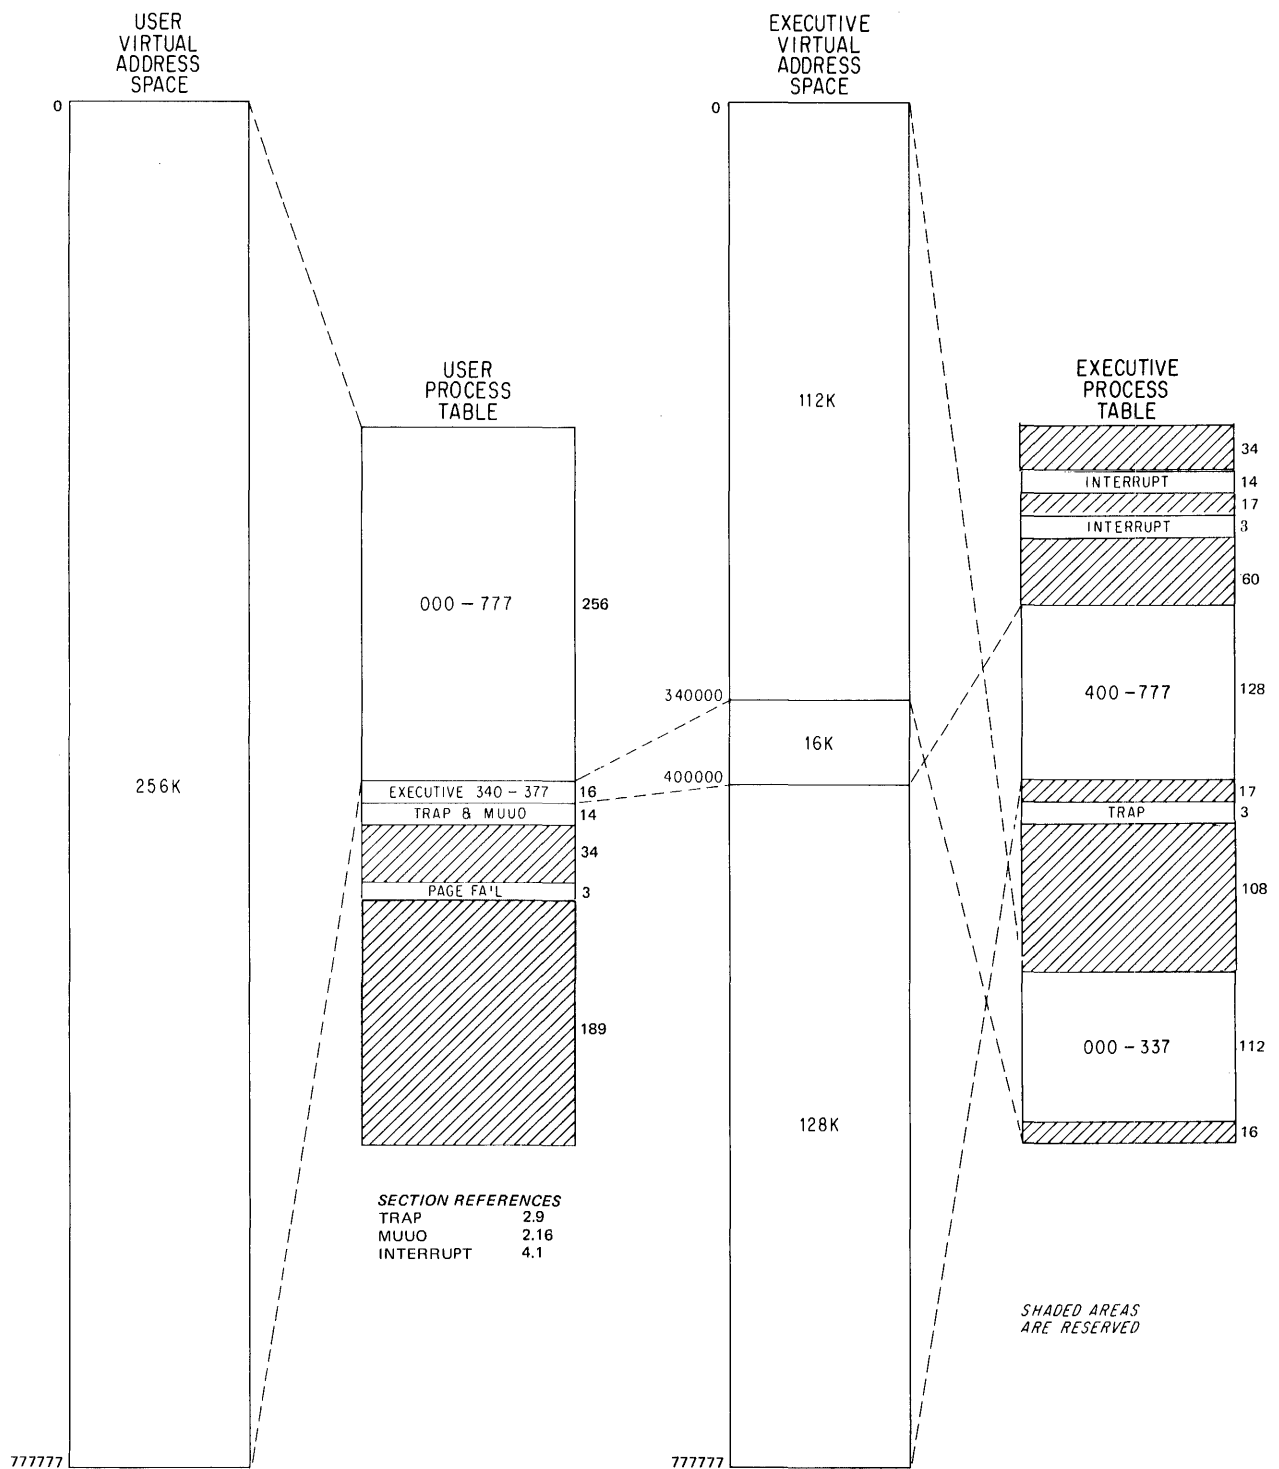 USER
VIRTUAL
ADDRESS
SPACE
0
256K
777777
USER
PROCESS
TABLE
000 - 777
256
EXECUTIVE 340 - 377
16
TRAP & MUUO
14
34
PAGE FAIL
3
189
SECTION REFERENCES
TRAP 2.9
MUUO 2.16
INTERRUPT 4.1
EXECUTIVE
VIRTUAL
ADDRESS
SPACE
0
112K
340000
16K
400000
128K
777777
EXECUTIVE
PROCESS
TABLE
34
INTERRUPT
14
17
INTERRUPT
3
60
400 - 777
128
17
TRAP
3
108
000 - 337
112
16
SHADED AREAS
ARE RESERVED